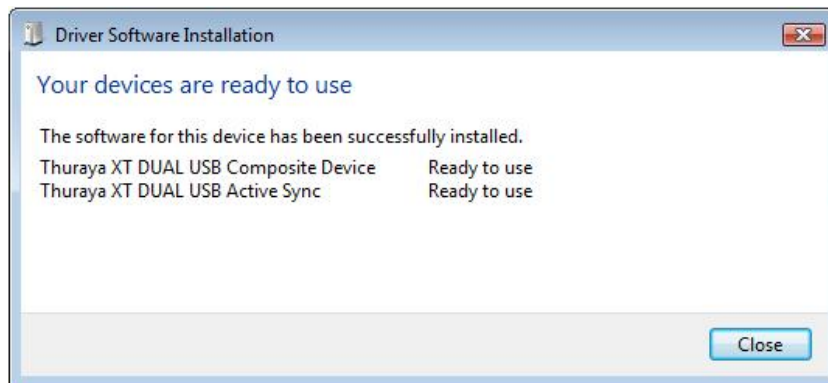 Driver Software Installation
Your devices are ready to use
The software for this device has been successfully installed.
Thuraya XT DUAL USB Composite Device Ready to use
Thuraya XT DUAL USB Active Sync Ready to use
Close